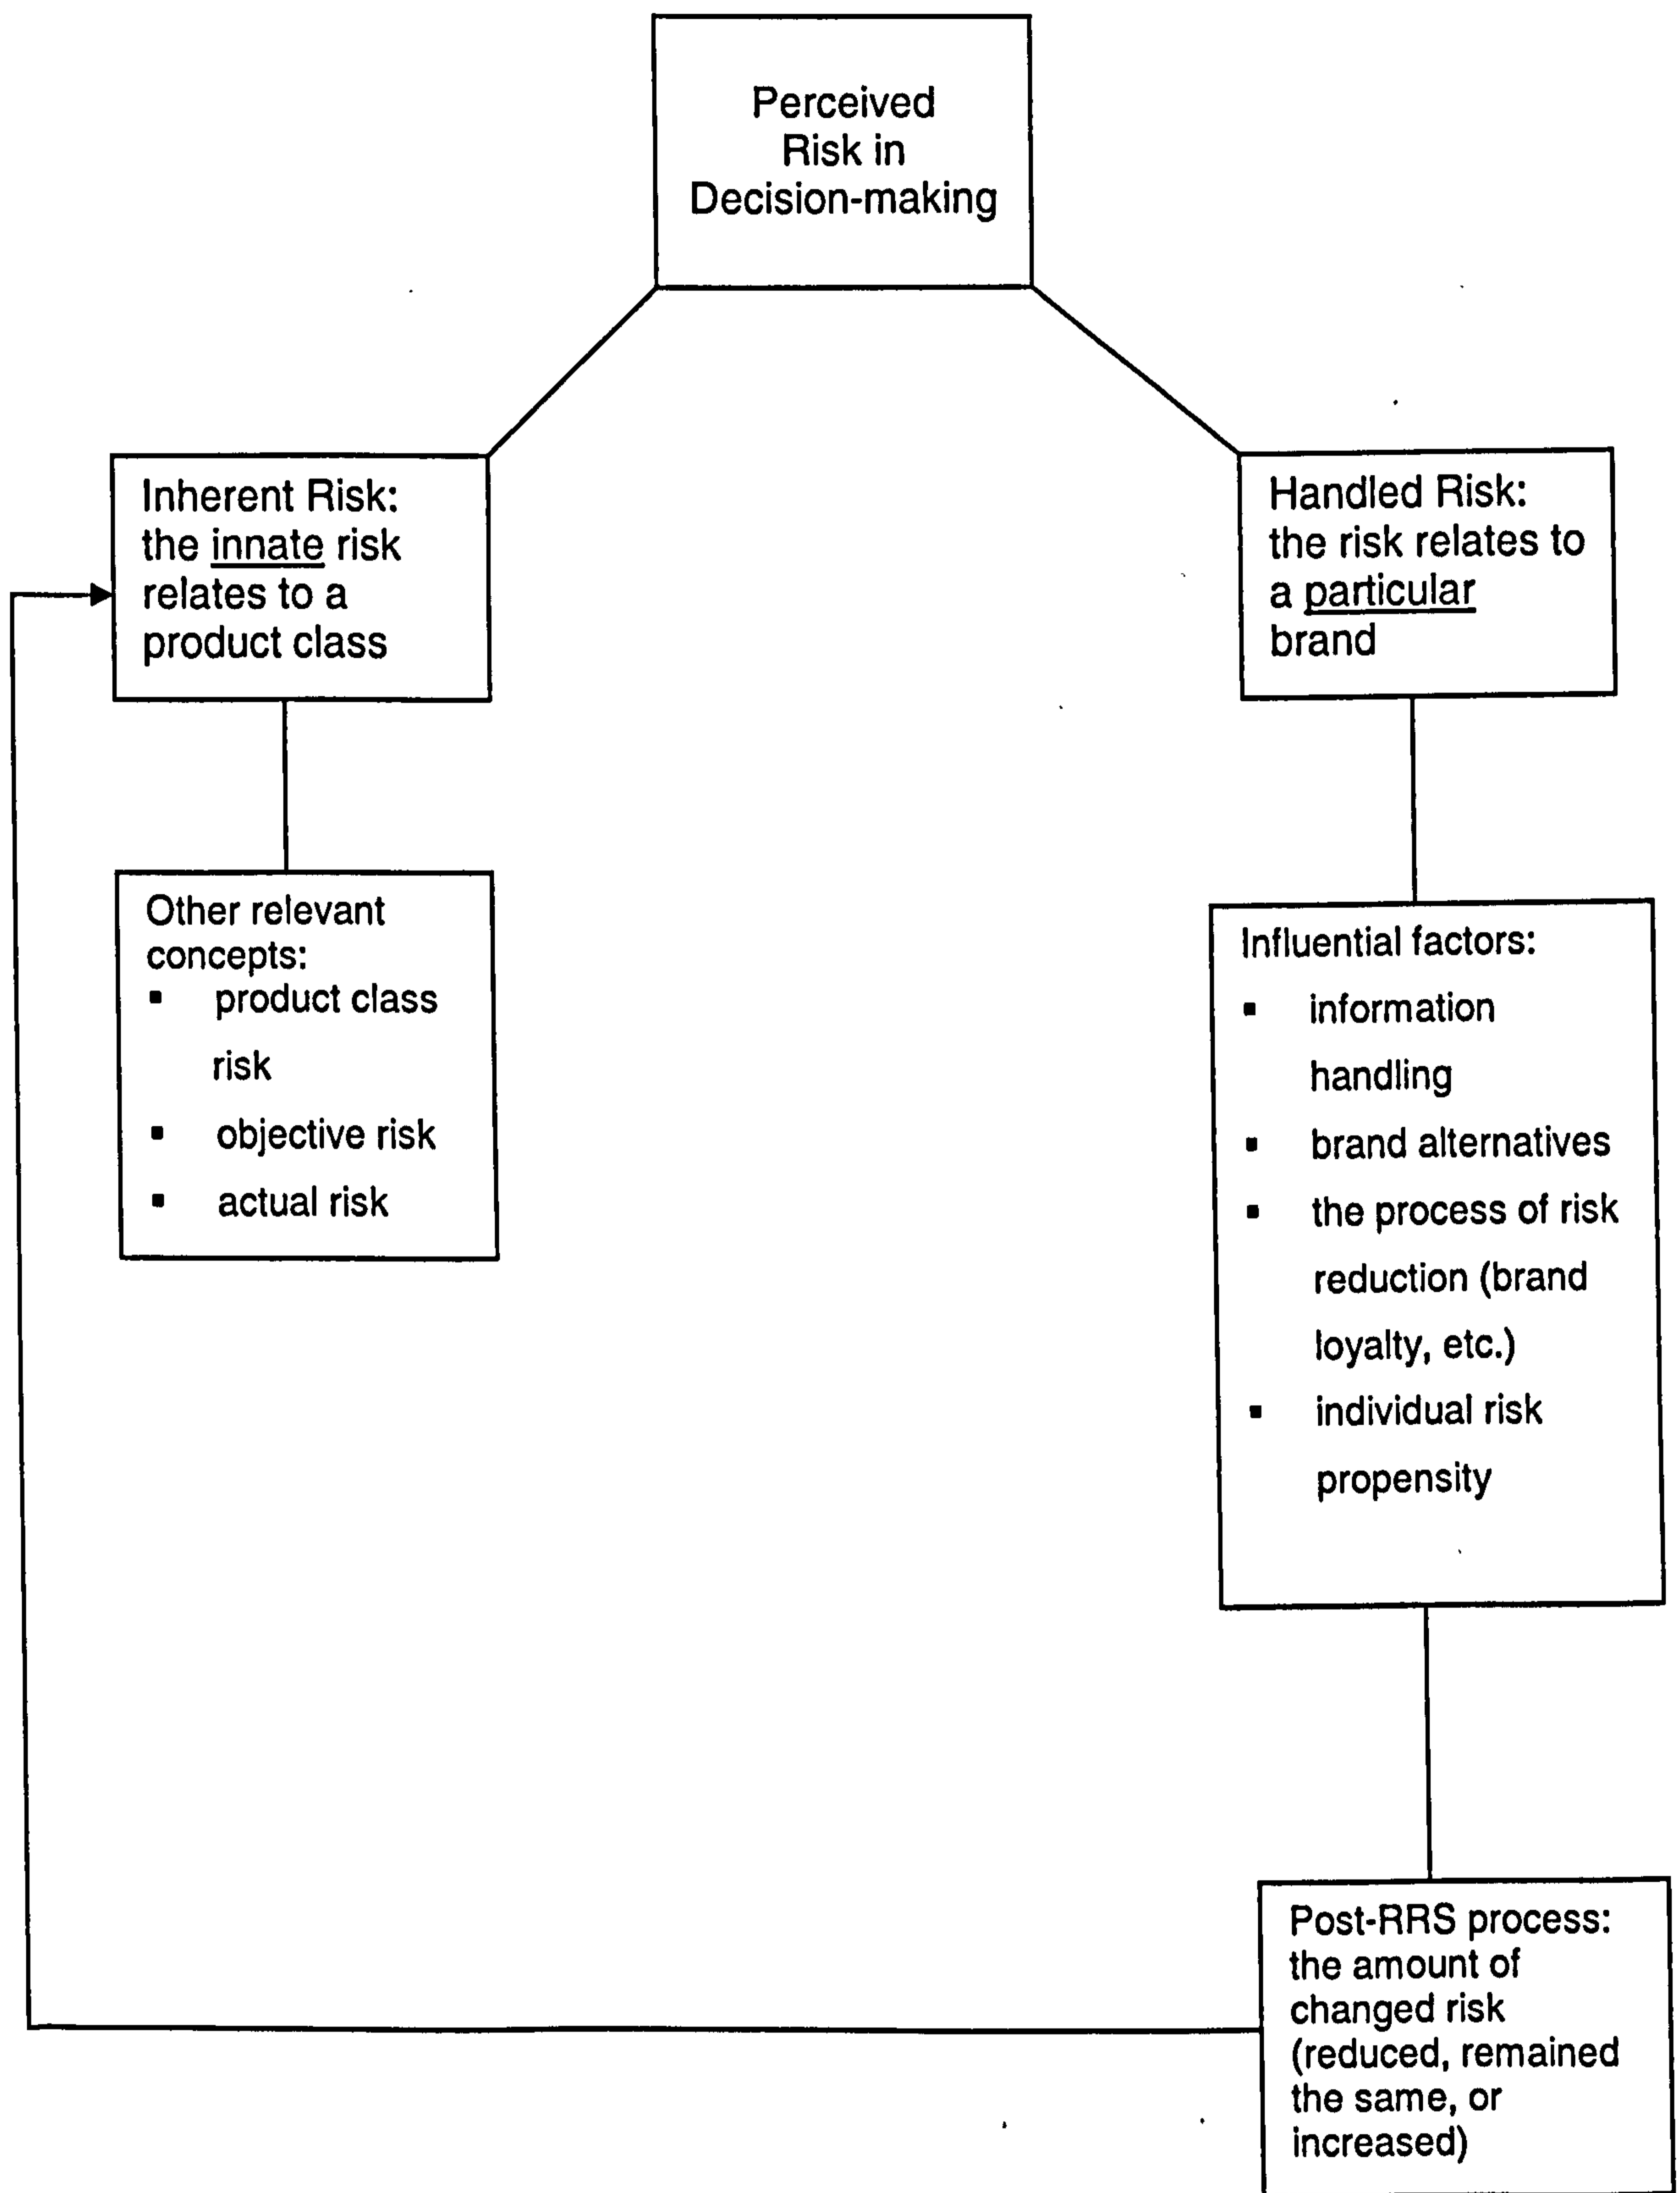 Perceived
Risk in
Decision-making
Inherent Risk:
the innate risk
relates to a
product class
Handled Risk:
the risk relates to
a particular
brand
Other relevant
concepts:
▪ product class
risk
▪ objective risk
▪ actual risk
Influential factors:
▪ information
handling
▪ brand alternatives
▪ the process of risk
reduction (brand
loyalty, etc.)
▪ individual risk
propensity
Post-RRS process:
the amount of
changed risk
(reduced, remained
the same, or
increased)